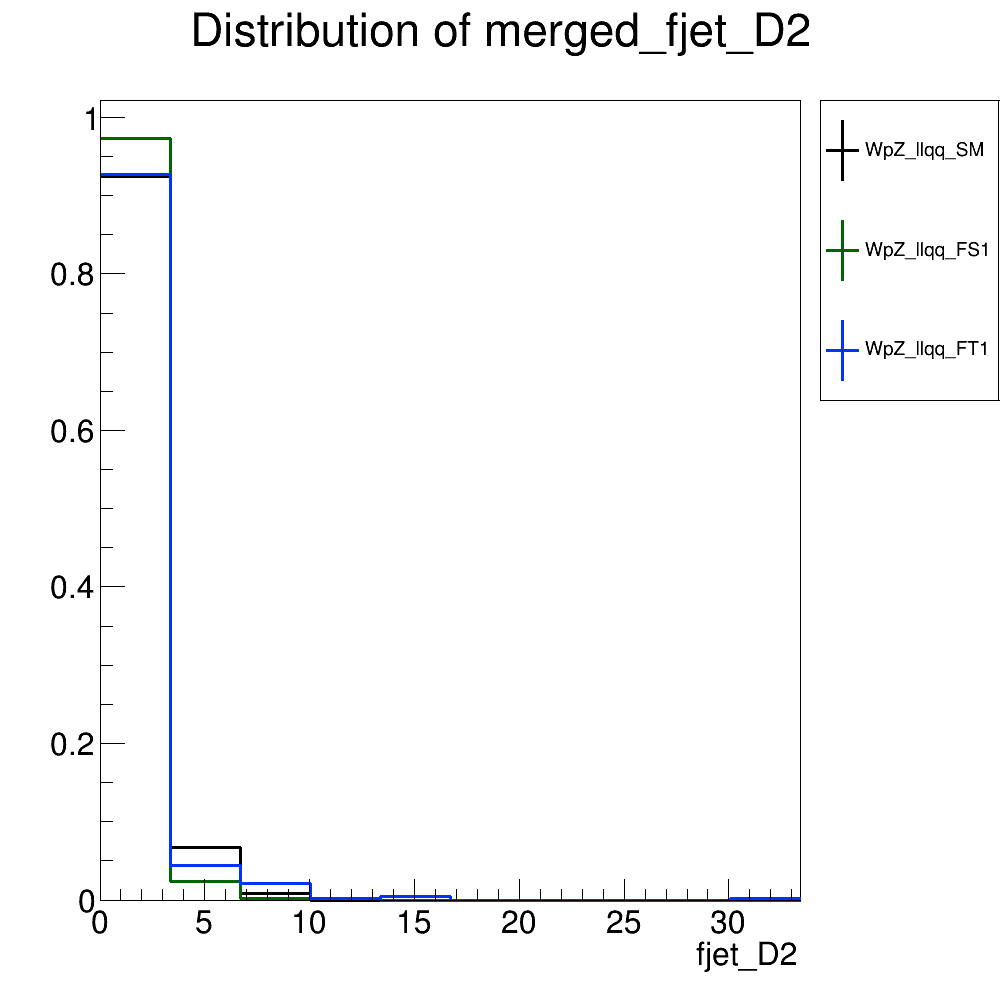 Distribution of merged_fjet_D2
1
0.8
0.6
0.4
0.2
0
0 5 10 15 20 25 30
fjet_D2
WpZ_llqq_SM
WpZ_llqq_FS1
WpZ_llqq_FT1